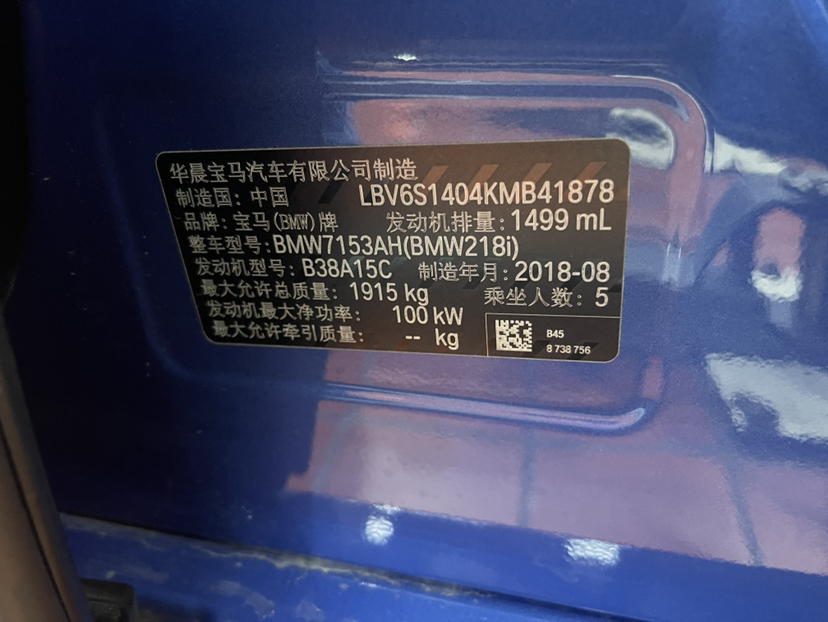 华晨宝马汽车有限公司制造
制造国: 中国 LBV6S1404KMB41878
品牌: 宝马(BMW)牌 发动机排量: 1499 mL
整车型号: BMW7153AH(BMW218i)
发动机型号: B38A15C 制造年月: 2018-08
最大允许总质量: 1915 kg 乘坐人数: 5
发动机最大净功率: 100 kW
最大允许牵引质量: -- kg
B45
8 738 756